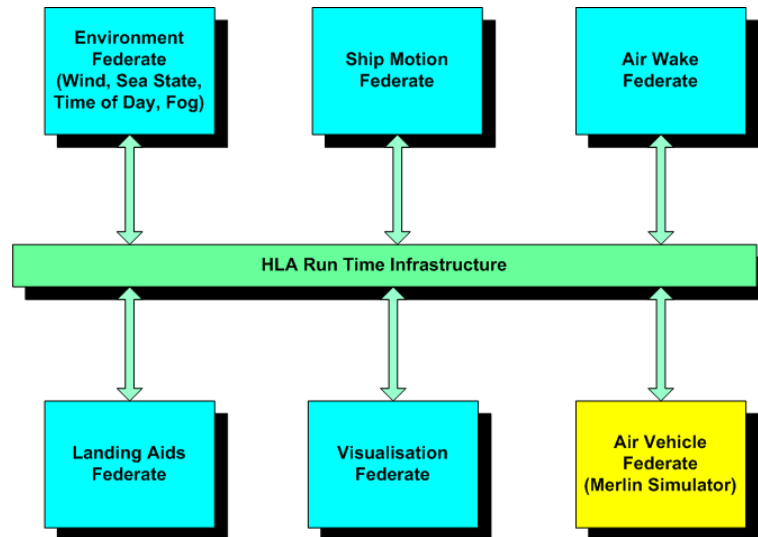 Environment
Federate
(Wind, Sea State,
Time of Day, Fog)
Ship Motion
Federate
Air Wake
Federate
HLA Run Time Infrastructure
Landing Aids
Federate
Visualisation
Federate
Air Vehicle
Federate
(Merlin Simulator)